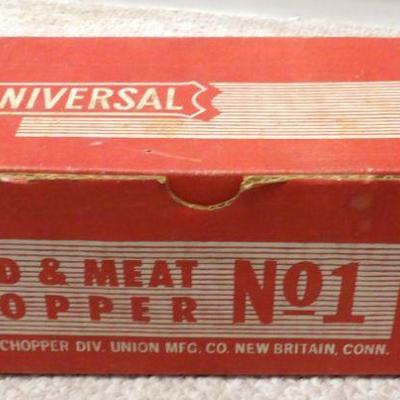 NIVERSAL
D & MEAT
OPPER No1
CHOPPER DIV. UNION MFG. CO. NEW BRITAIN, CONN.